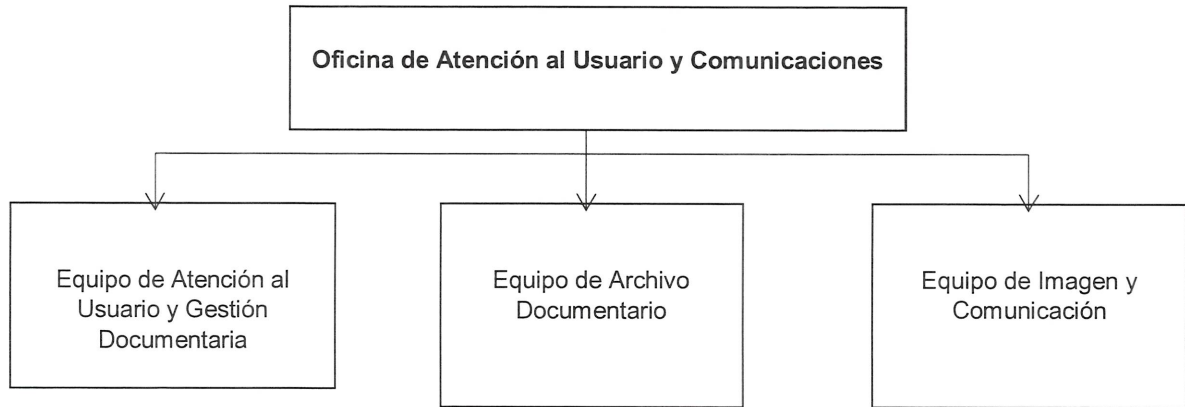 Oficina de Atención al Usuario y Comunicaciones
Equipo de Atención al
Usuario y Gestión
Documentaria
Equipo de Archivo
Documentario
Equipo de Imagen y
Comunicación